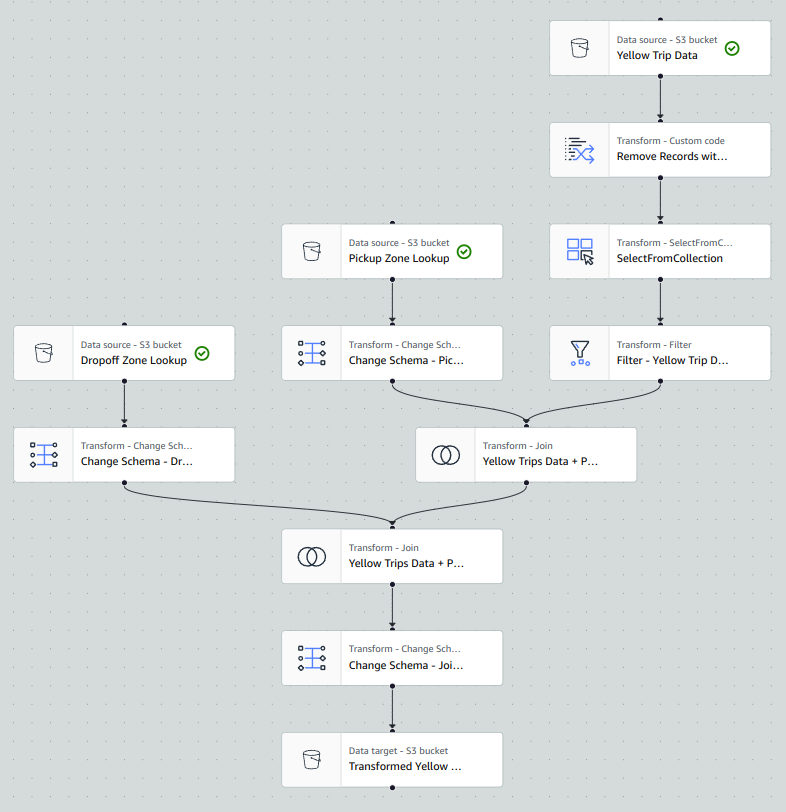 Data source - S3 bucket
Yellow Trip Data
Transform - Custom code
Remove Records wit...
Data source - S3 bucket
Pickup Zone Lookup
Transform - SelectFromC...
SelectFromCollection
Data source - S3 bucket
Dropoff Zone Lookup
Transform - Change Sch...
Change Schema - Pic...
Transform - Filter
Filter - Yellow Trip D...
Transform - Change Sch...
Change Schema - Dr...
Transform - Join
Yellow Trips Data + P...
Transform - Join
Yellow Trips Data + P...
Transform - Change Sch...
Change Schema - Joi...
Data target - S3 bucket
Transformed Yellow ...